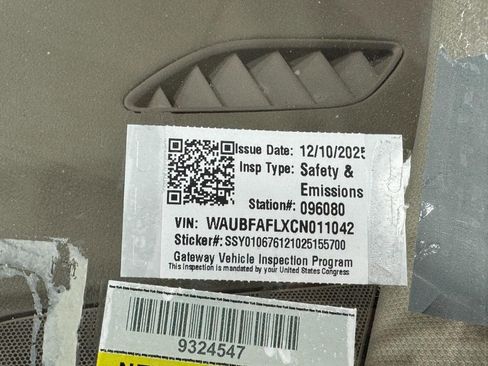 Issue Date: 12/10/2025
Insp Type: Safety &
Emissions
Station#: 096080
VIN: WAUBFAFLXCN011042
Sticker#: SSY010676121025155700
Gateway Vehicle Inspection Program
This inspection is mandated by your United States Congress
9324547